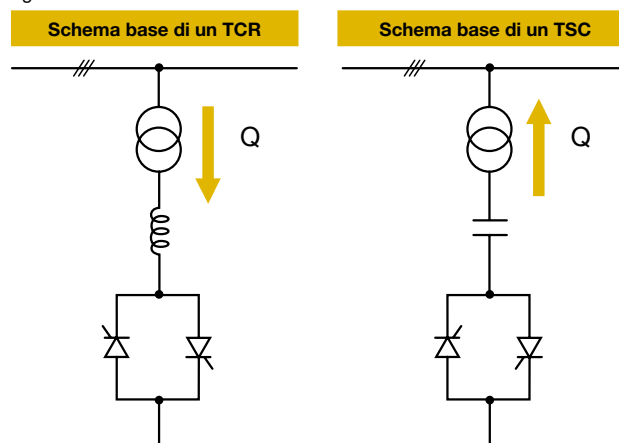 Schema base di un TCR
Schema base di un TSC
Q
Q